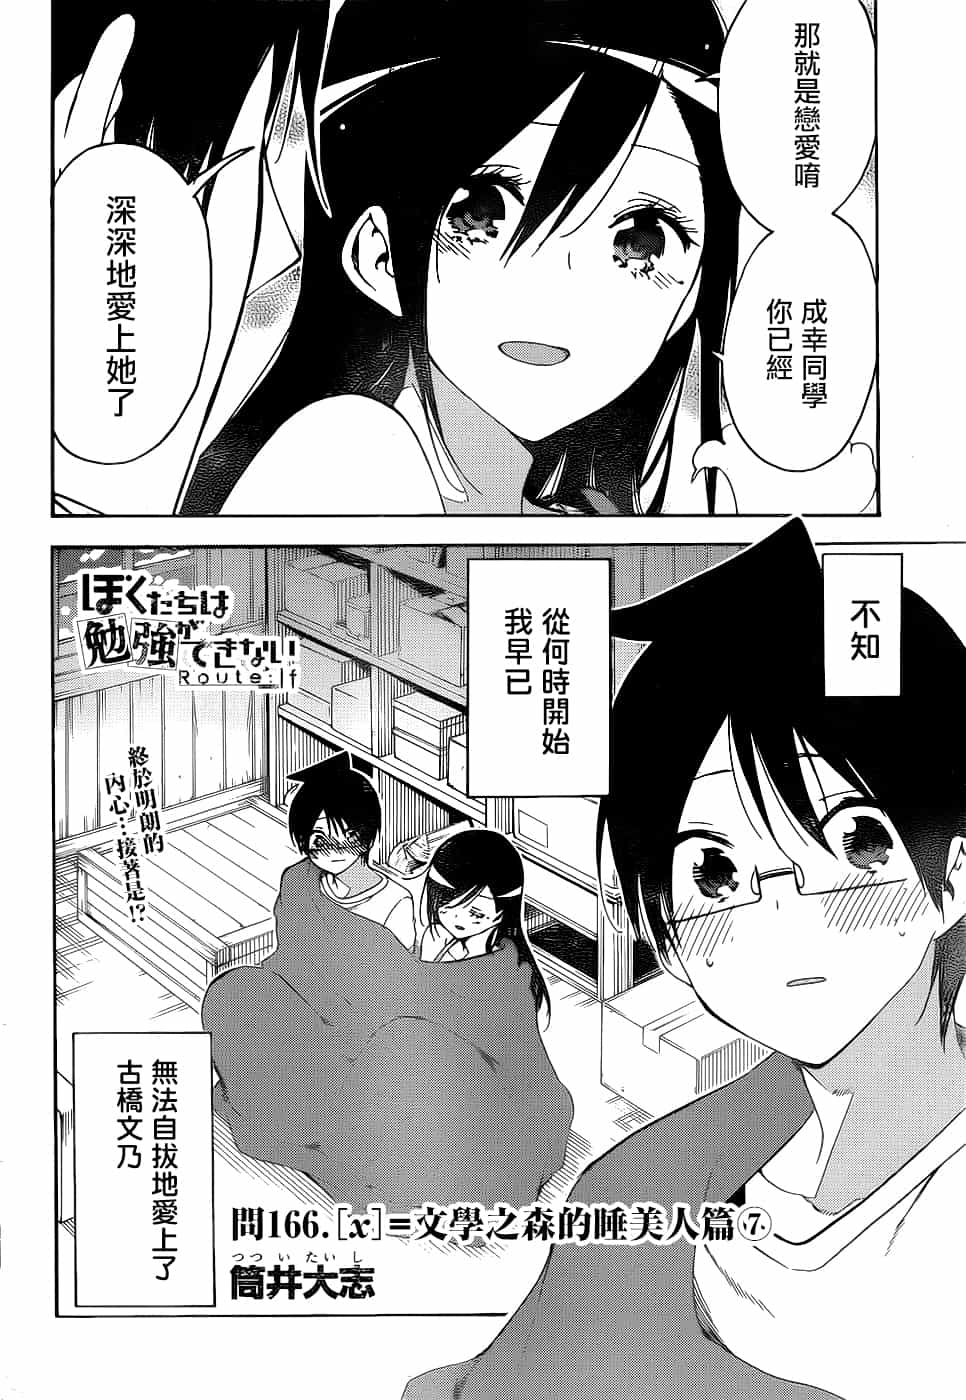 那就是戀愛唷
成幸同學
你已經
深深地愛上她了
不知
從何時開始
我早已
ぼくたちは
勉強が
できない
Route:If
終於明朗的
內心…接著是!?
無法自拔地愛上了
古橋文乃
問166.[x]=文學之森的睡美人篇⑦
つつ い たい し
筒井大志